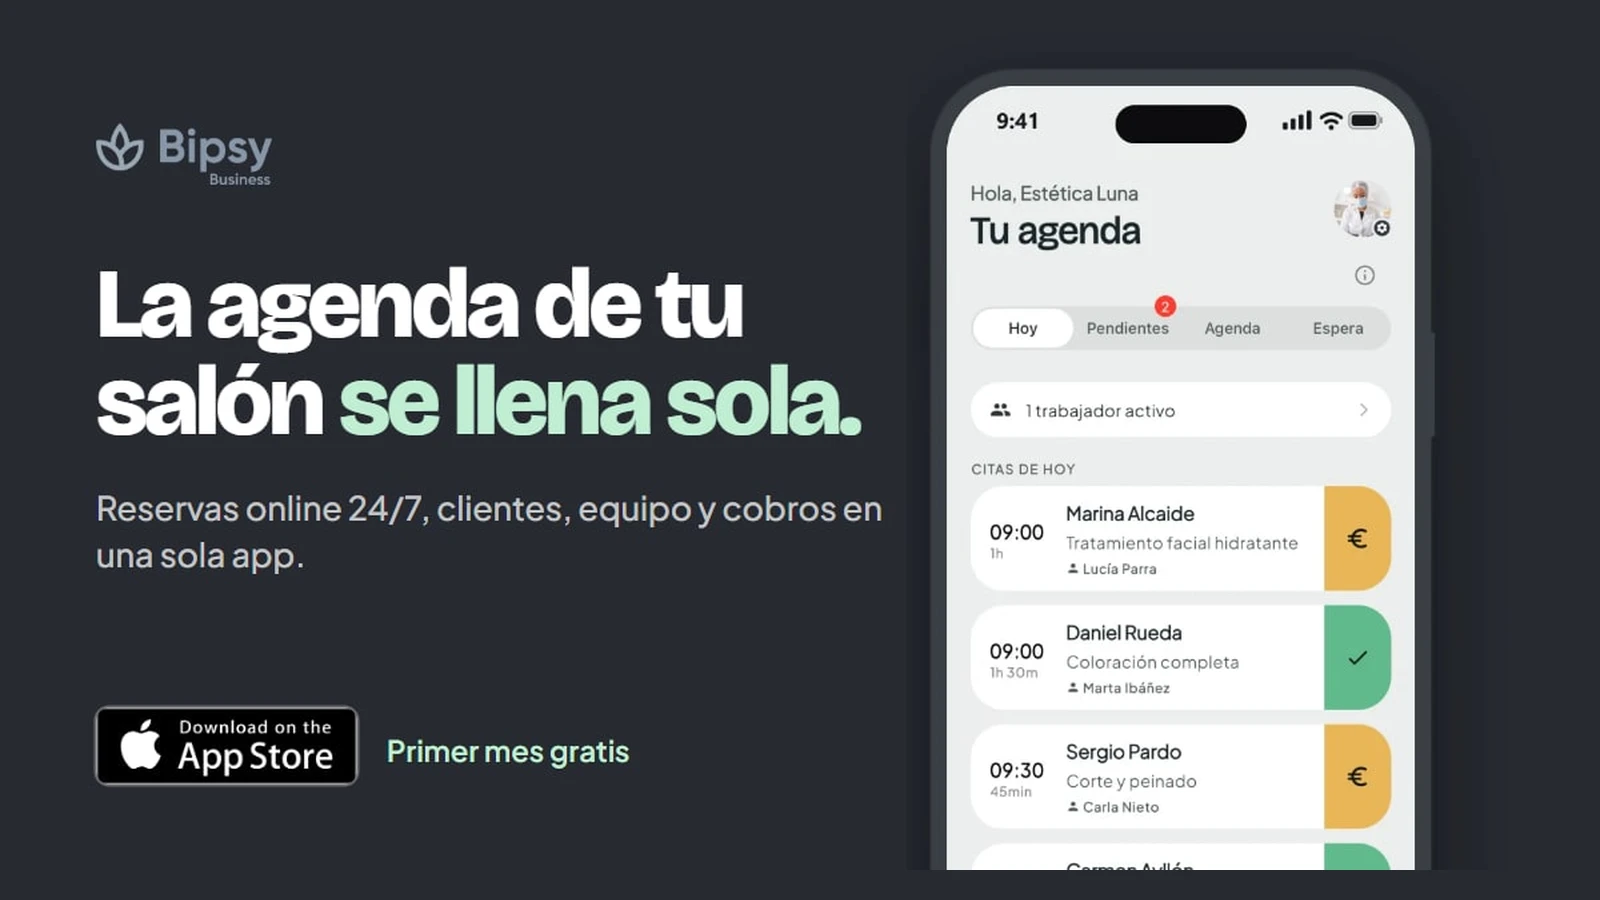 Bipsy
Business
La agenda de tu
salón se llena sola.
Reservas online 24/7, clientes, equipo y cobros en
una sola app.
Download on the
App Store
Primer mes gratis
9:41
Hola, Estética Luna
Tu agenda
2
Hoy Pendientes Agenda Espera
1 trabajador activo
CITAS DE HOY
09:00
1h
Marina Alcaide
Tratamiento facial hidratante
Lucía Parra
€
09:00
1h 30m
Daniel Rueda
Coloración completa
Marta Ibáñez
09:30
45min
Sergio Pardo
Corte y peinado
Carla Nieto
€